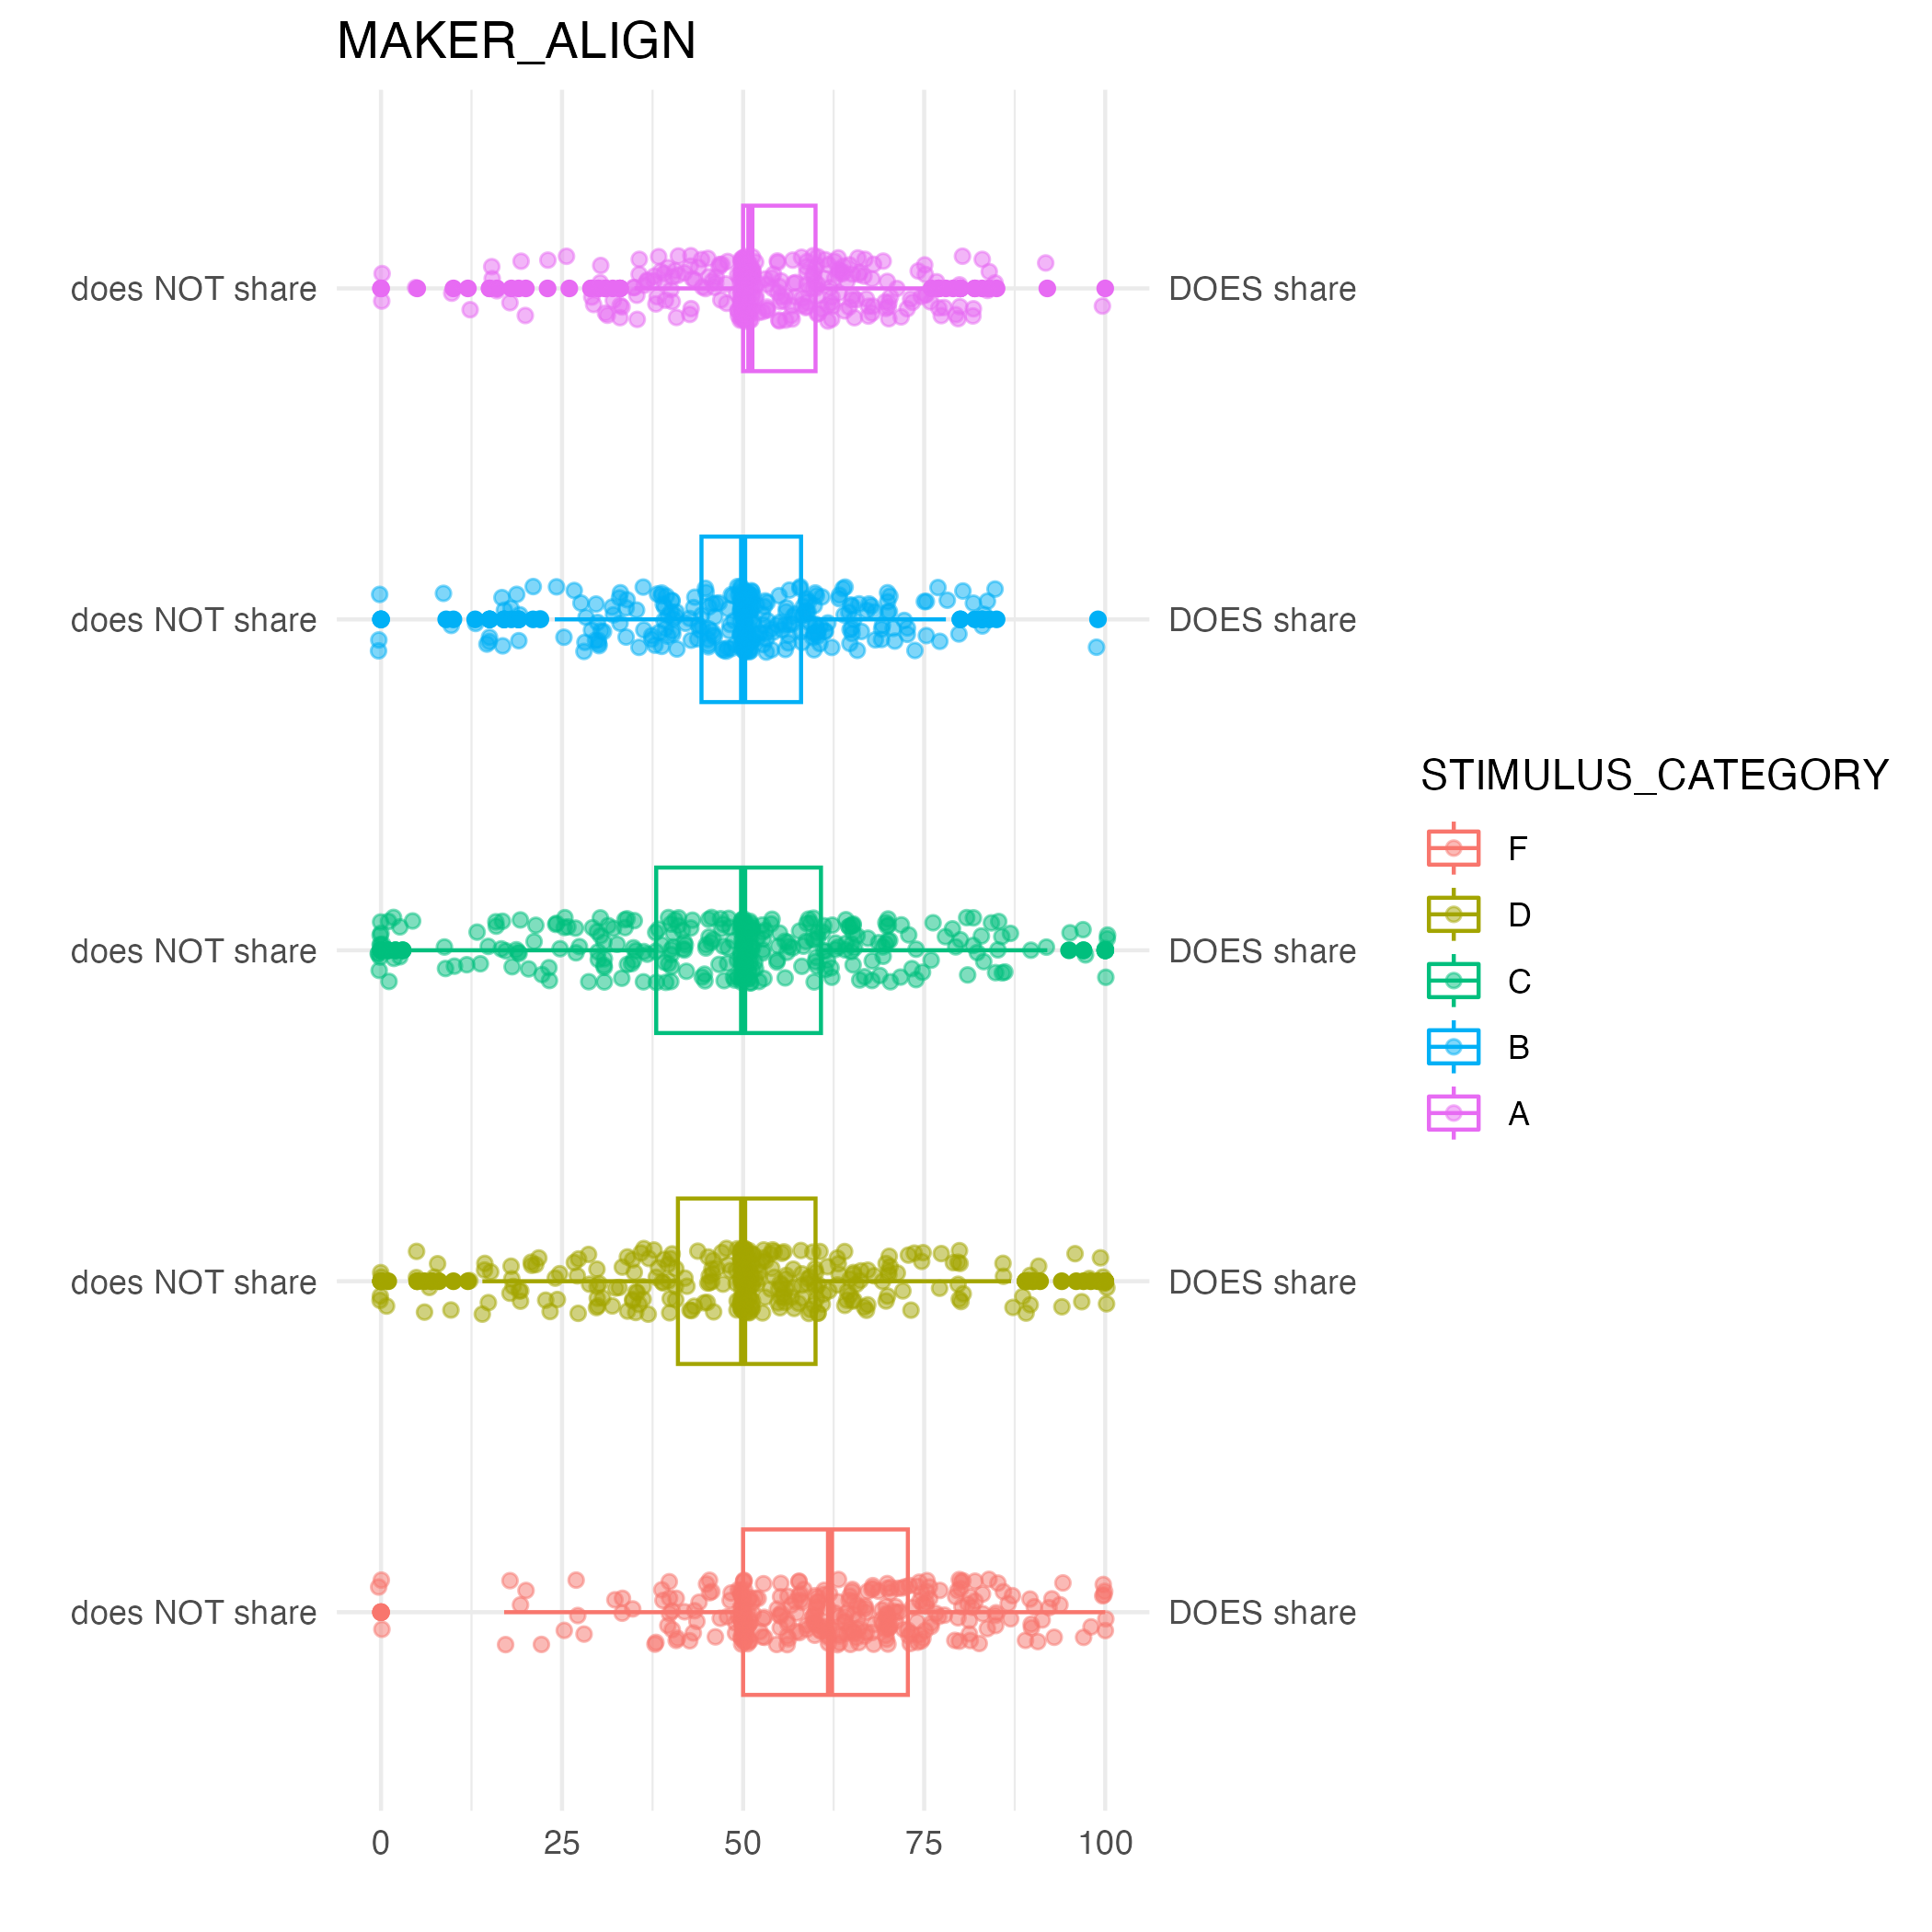 MAKER_ALIGN
does NOT share
DOES share
does NOT share
DOES share
does NOT share
DOES share
does NOT share
DOES share
does NOT share
DOES share
0 25 50 75 100
STIMULUS_CATEGORY
F
D
C
B
A